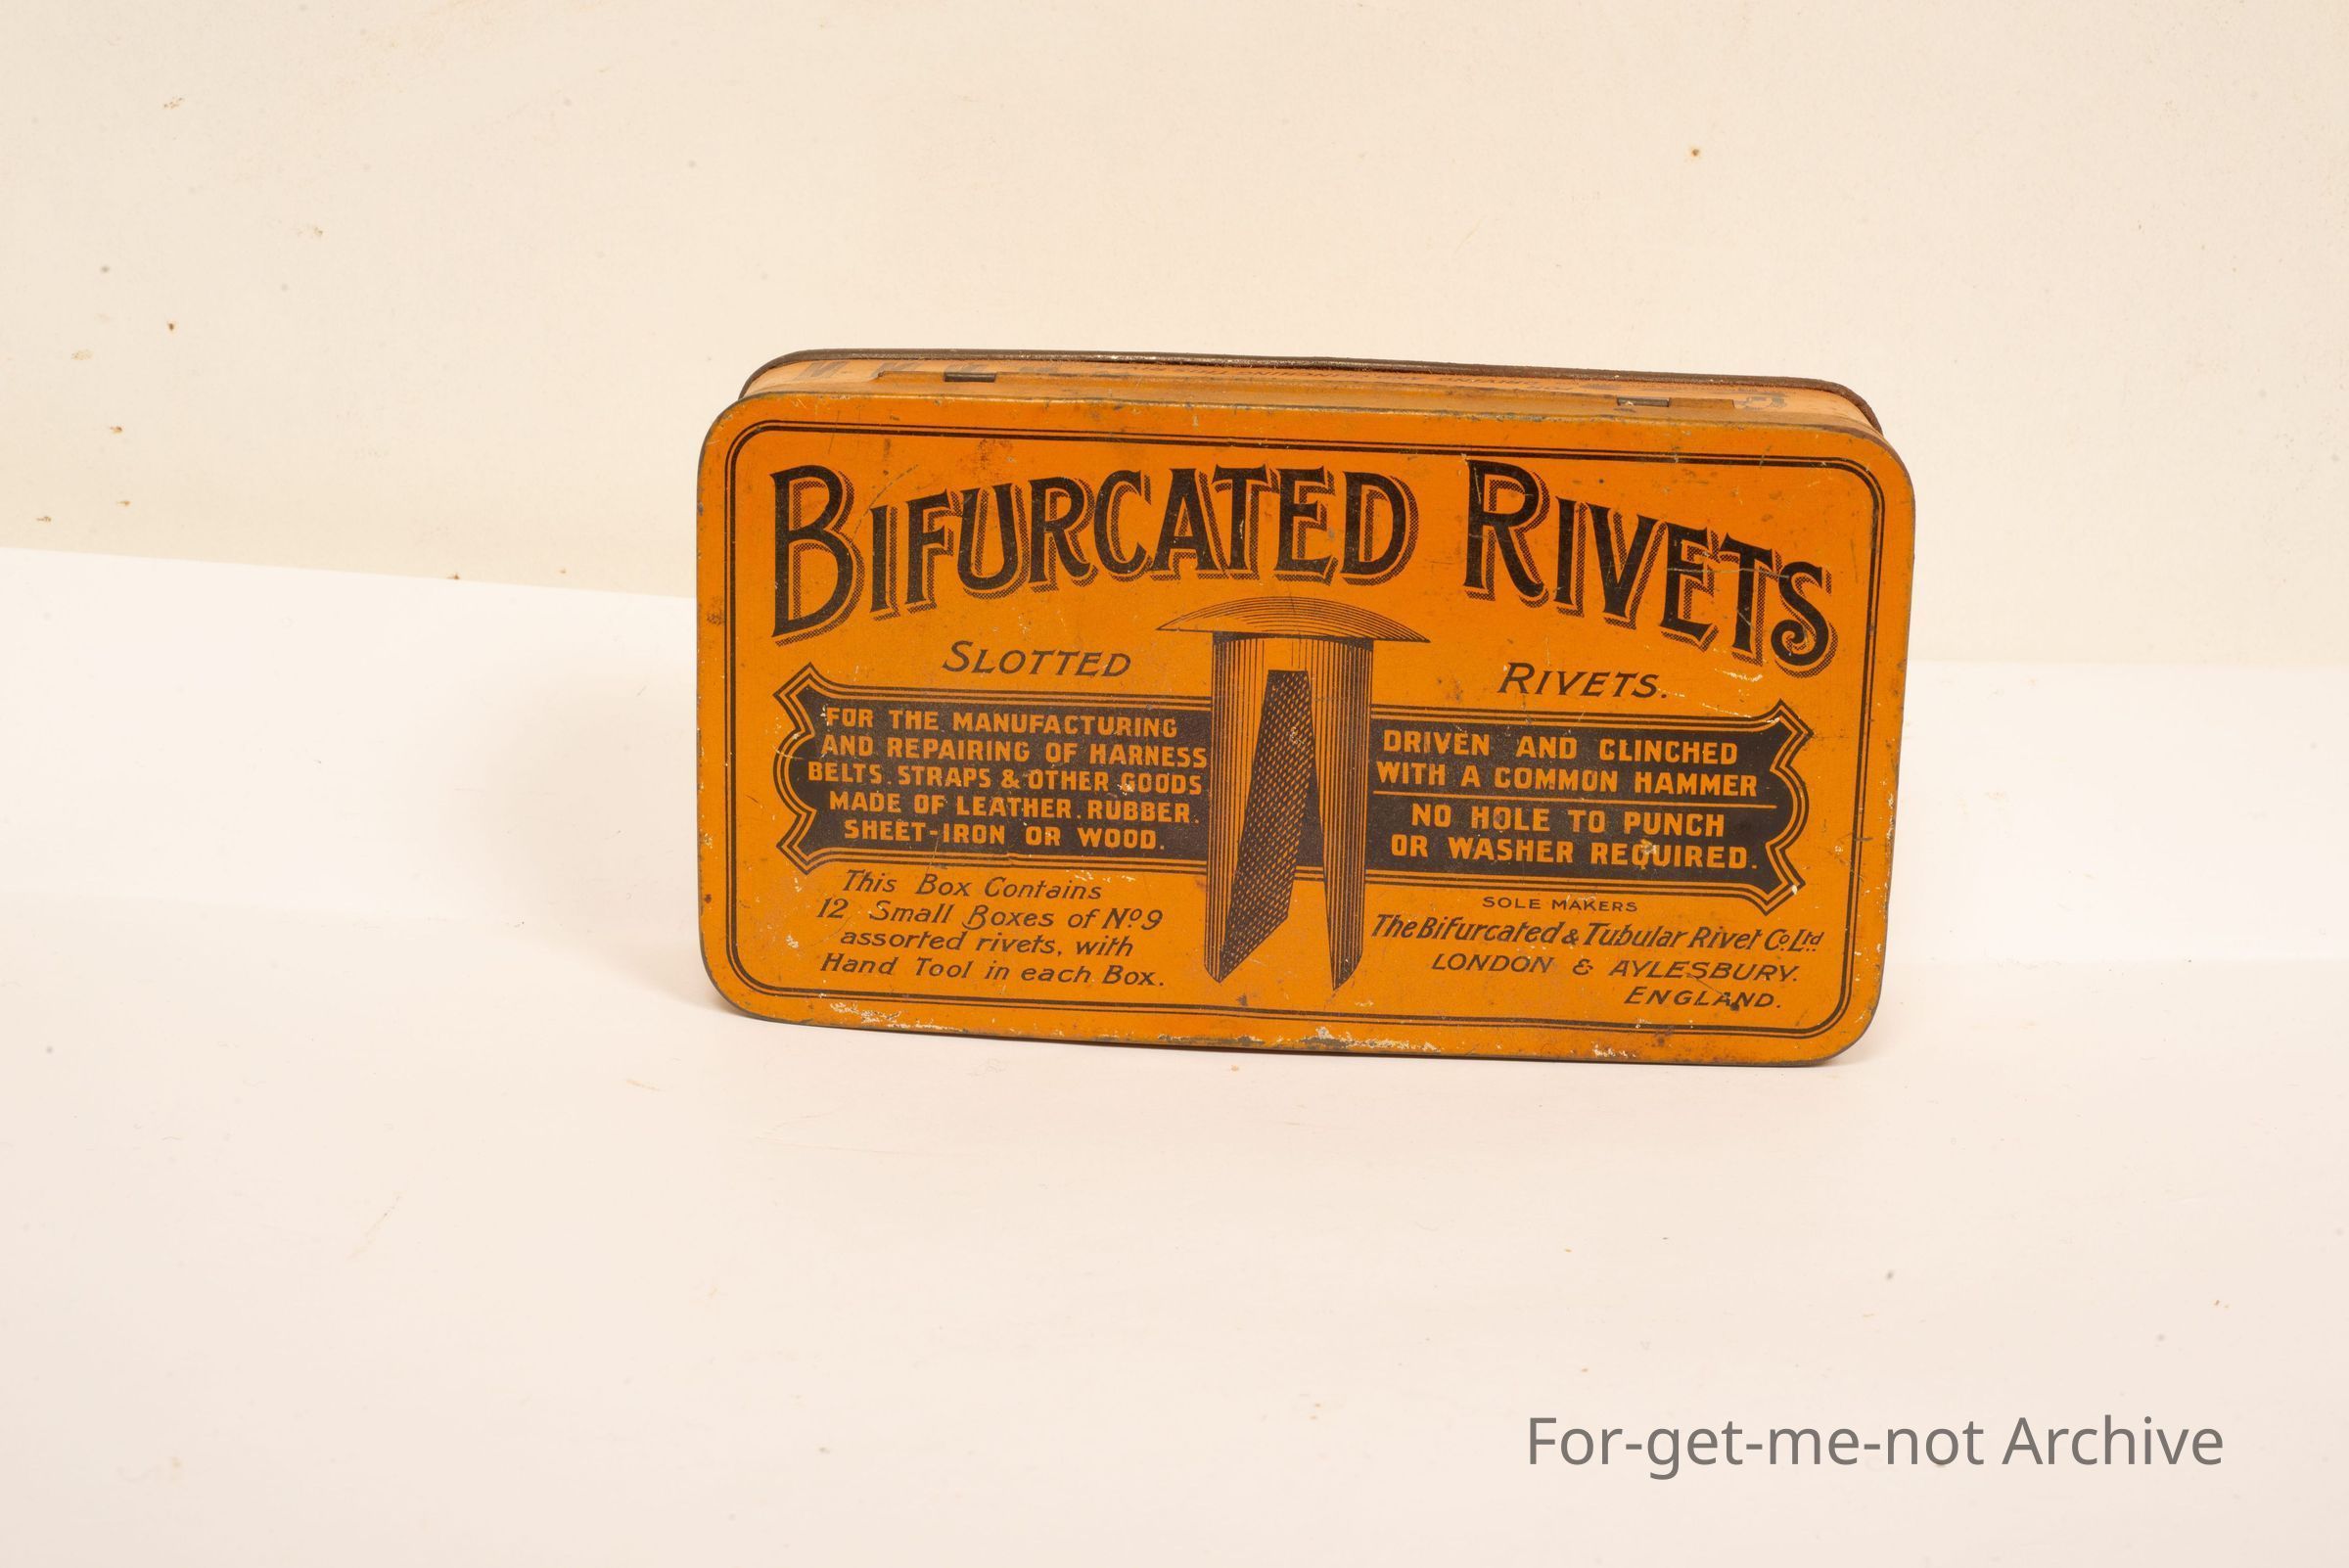 BIFURCATED RIVETS
SLOTTED RIVETS.
FOR THE MANUFACTURING
AND REPAIRING OF HARNESS
BELTS. STRAPS & OTHER GOODS
MADE OF LEATHER. RUBBER.
SHEET-IRON OR WOOD.
DRIVEN AND CLINCHED
WITH A COMMON HAMMER
NO HOLE TO PUNCH
OR WASHER REQUIRED.
This Box Contains
12 Small Boxes of No. 9
assorted rivets, with
Hand Tool in each Box.
SOLE MAKERS
The Bifurcated & Tubular Rivet Co. Ltd.
LONDON & AYLESBURY.
ENGLAND.
For-get-me-not Archive